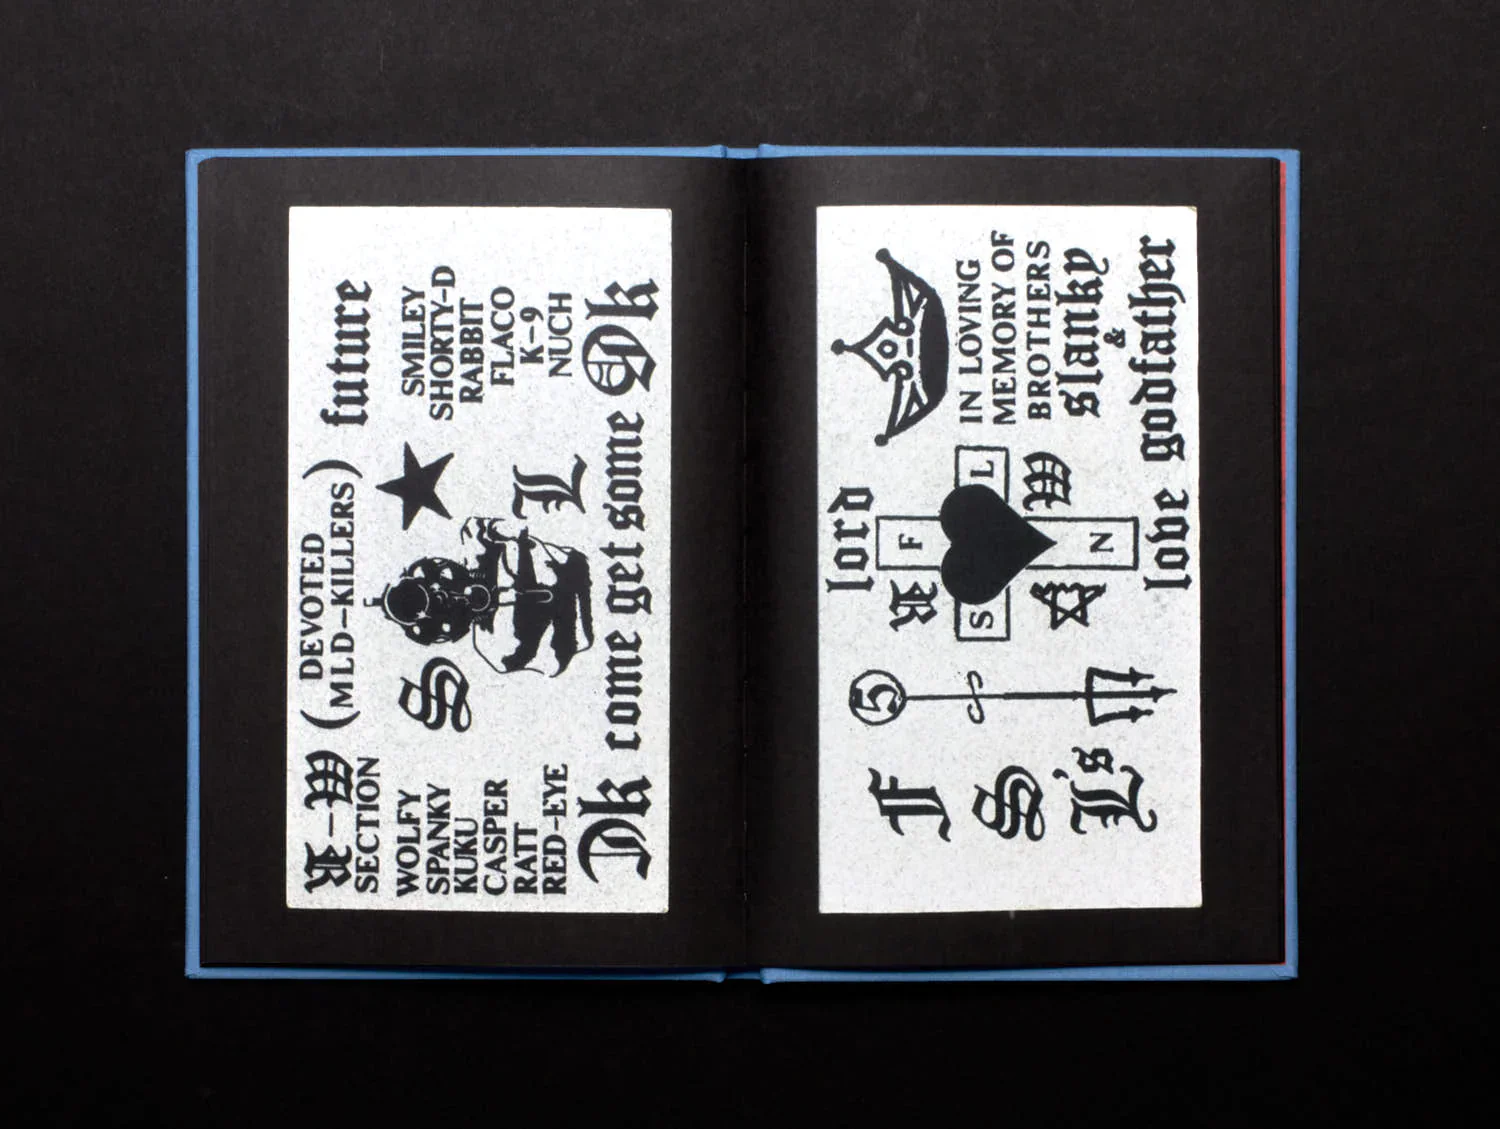 R–W (DEVOTED
MLD–KILLERS) future
SECTION
WOLFY
SPANKY
KUKU
CASPER
RATT
RED–EYE
S
L
SMILEY
SHORTY–D
RABBIT
FLACO
K–9
NUCH
Dk come get some Ok
F
S
L's
5
lord
R
F
S L
W
N
love
IN LOVING
MEMORY OF
BROTHERS
slanky
&
godfather